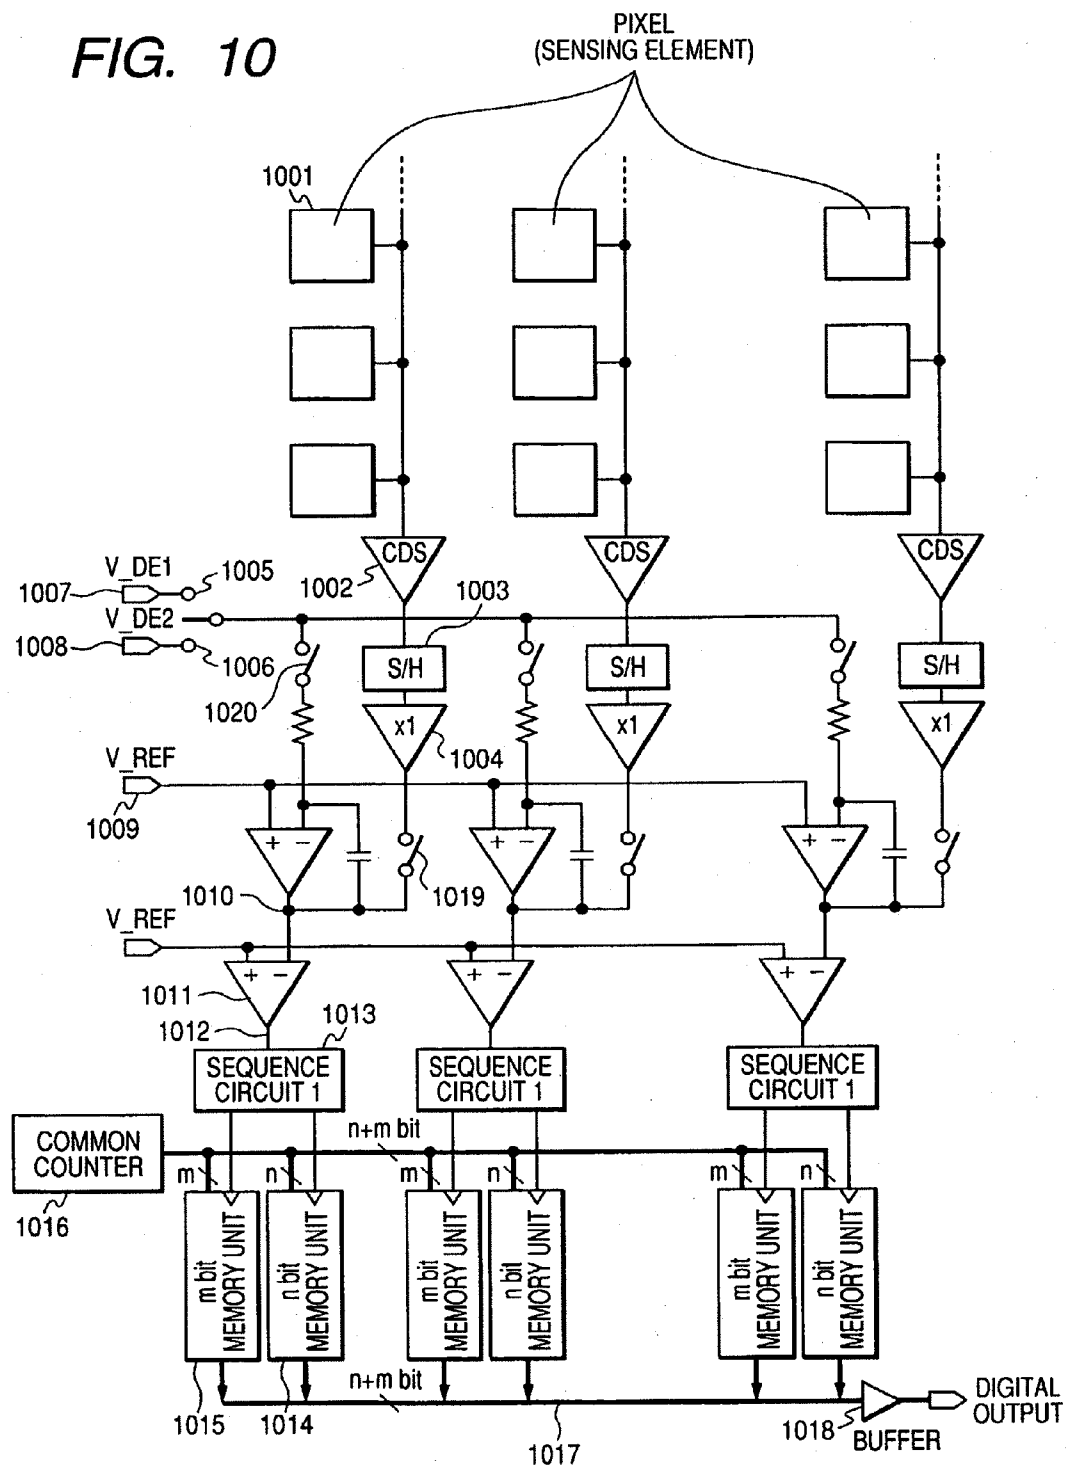 FIG. 10
PIXEL
(SENSING ELEMENT)
1001
CDS
CDS
CDS
1002
V_DE1
1005
1007
V_DE2
1003
1008
1006
1020
S/H
S/H
S/H
x1
x1
x1
1004
V_REF
1009
+ −
+ −
+ −
1010
1019
V_REF
+ −
+ −
+ −
1011
1012
1013
SEQUENCE
CIRCUIT 1
SEQUENCE
CIRCUIT 1
SEQUENCE
CIRCUIT 1
COMMON
COUNTER
1016
n+m bit
m
n
m
n
m
n
m bit
MEMORY UNIT
n bit
MEMORY UNIT
m bit
MEMORY UNIT
n bit
MEMORY UNIT
m bit
MEMORY UNIT
n bit
MEMORY UNIT
n+m bit
1015
1014
1017
1018
BUFFER
DIGITAL
OUTPUT